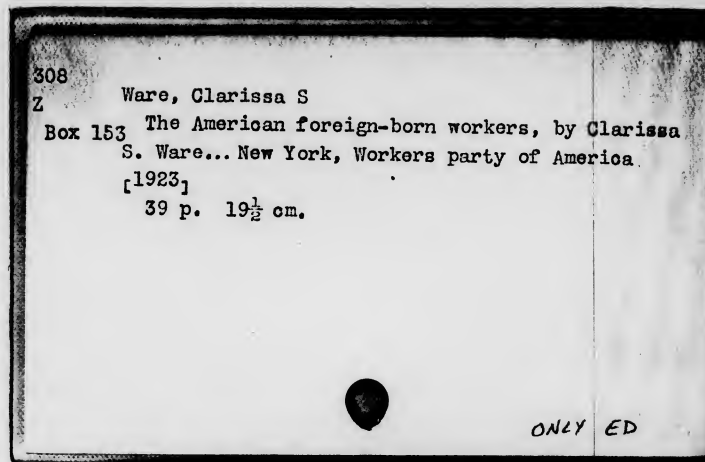 308
Z Ware, Clarissa S
Box 153 The American foreign-born workers, by Clarissa
S. Ware... New York, Workers party of America
[1923]
39 p. 19½ cm.
ONLY ED